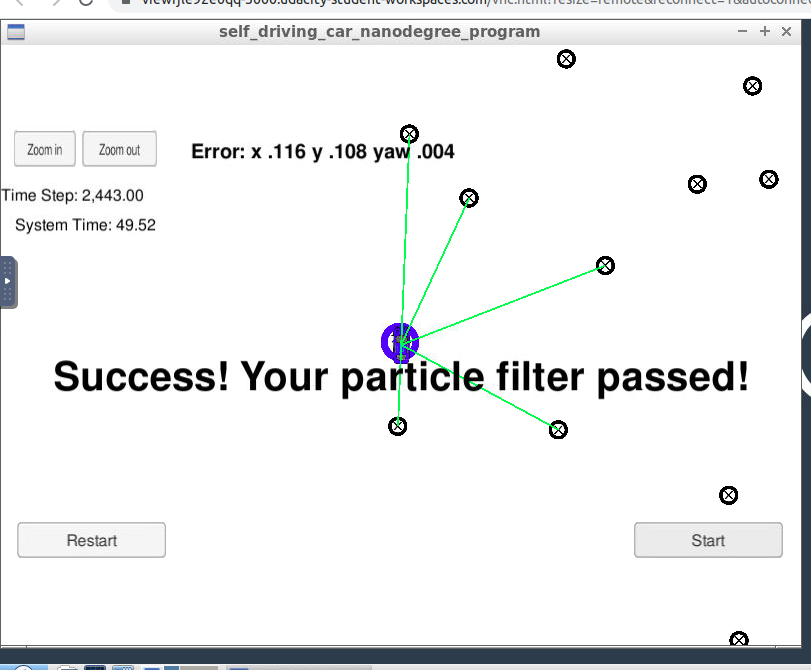 self_driving_car_nanodegree_program
Zoom in
Zoom out
Error: x .116 y .108 yaw .004
Time Step: 2,443.00
System Time: 49.52
Success! Your particle filter passed!
Restart
Start